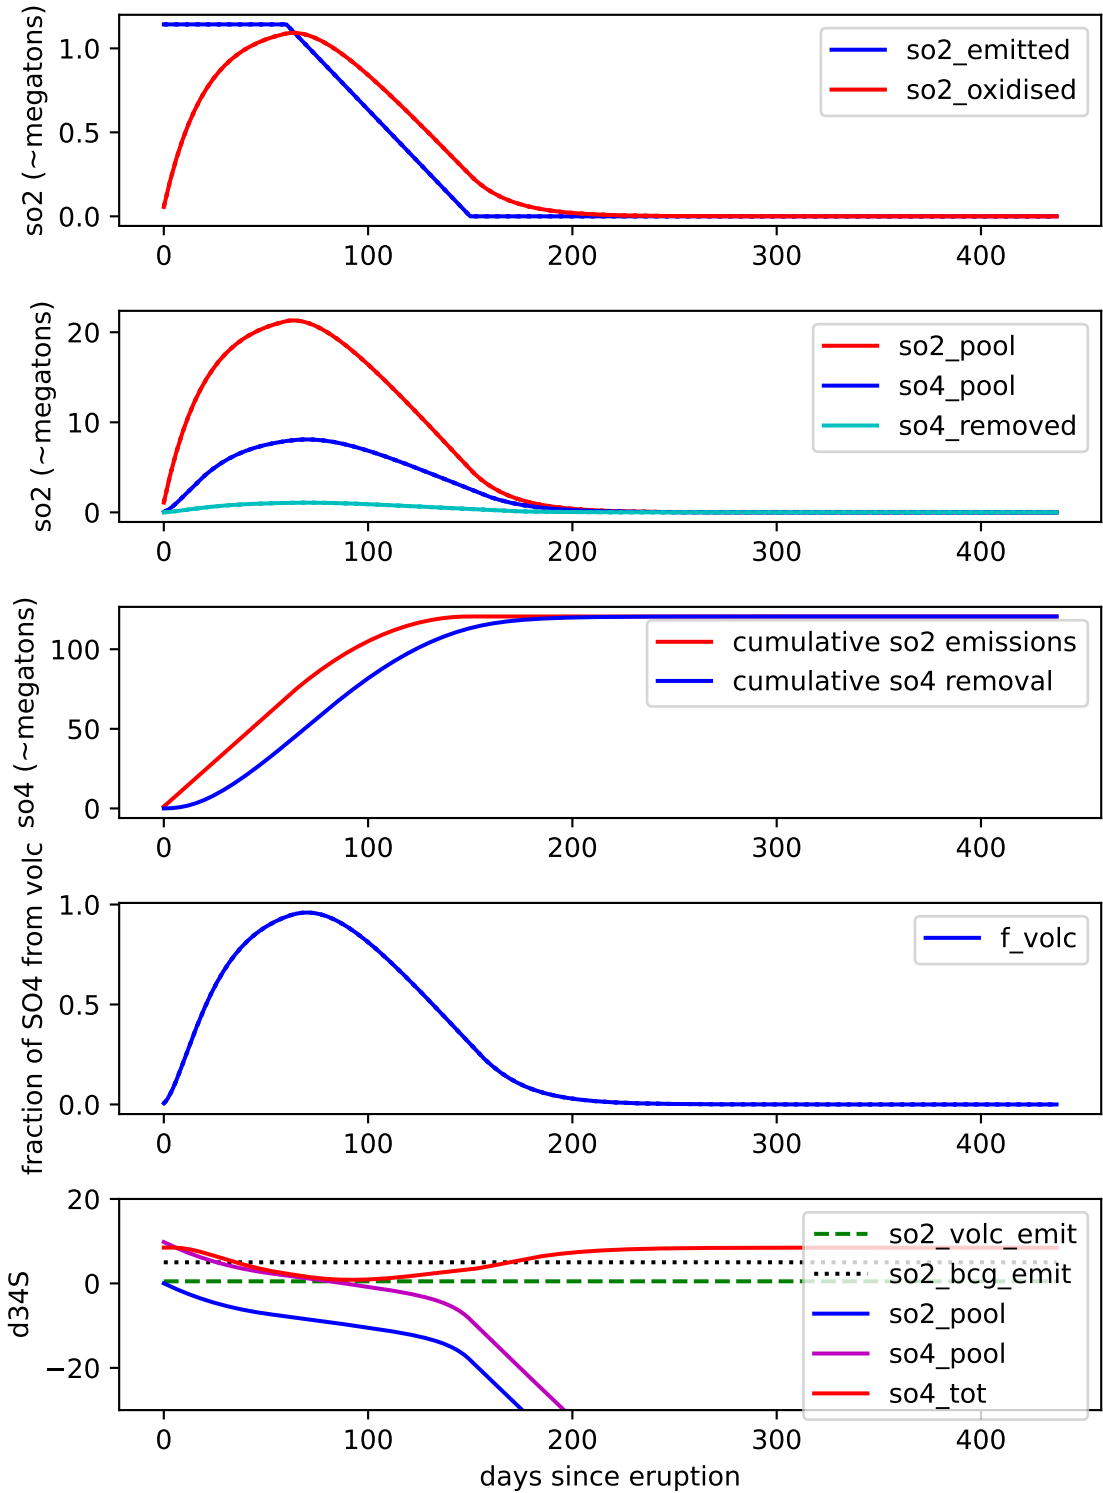 so2 (~megatons)
1.0
0.5
0.0
so2_emitted
so2_oxidised
0 100 200 300 400
so2 (~megatons)
20
10
0
so2_pool
so4_pool
so4_removed
0 100 200 300 400
so4 (~megatons)
100
50
0
cumulative so2 emissions
cumulative so4 removal
0 100 200 300 400
fraction of SO4 from volc
1.0
0.5
0.0
f_volc
0 100 200 300 400
d34S
20
0
−20
so2_volc_emit
so2_bcg_emit
so2_pool
so4_pool
so4_tot
0 100 200 300 400
days since eruption